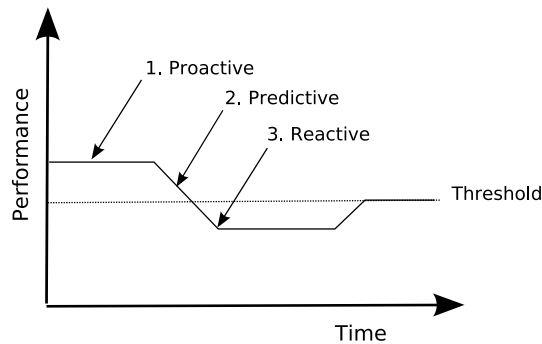 1. Proactive
2. Predictive
3. Reactive
Performance
Threshold
Time